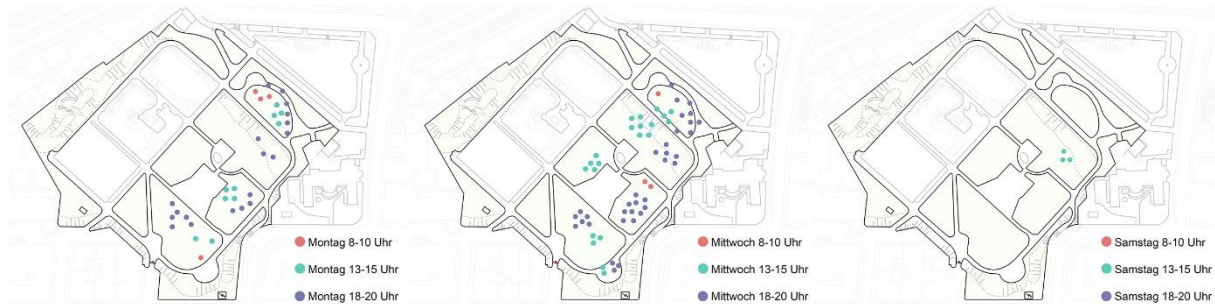 Montag 8-10 Uhr
Montag 13-15 Uhr
Montag 18-20 Uhr
Mittwoch 8-10 Uhr
Mittwoch 13-15 Uhr
Mittwoch 18-20 Uhr
Samstag 8-10 Uhr
Samstag 13-15 Uhr
Samstag 18-20 Uhr